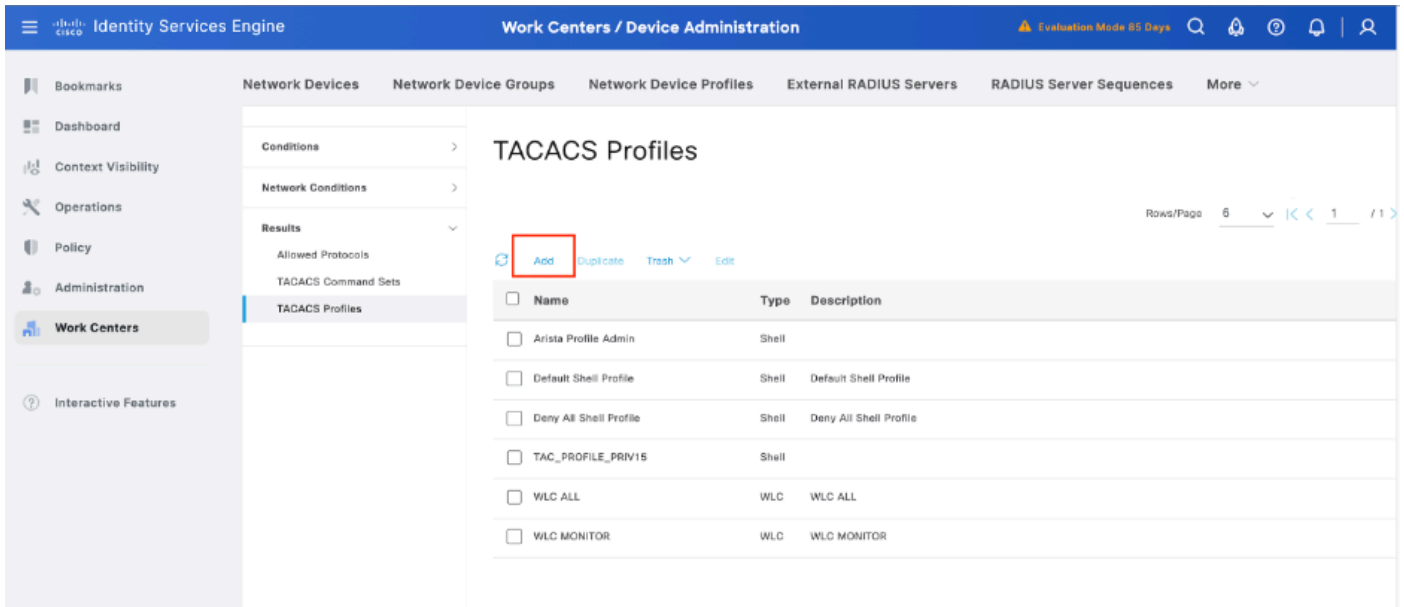 cisco Identity Services Engine
Work Centers / Device Administration
Evaluation Mode 85 Days
Bookmarks
Dashboard
Context Visibility
Operations
Policy
Administration
Work Centers
Interactive Features
Network Devices Network Device Groups Network Device Profiles External RADIUS Servers RADIUS Server Sequences More
Conditions
Network Conditions
Results
Allowed Protocols
TACACS Command Sets
TACACS Profiles
TACACS Profiles
Rows/Page 6 1 / 1
Add Duplicate Trash Edit
Name Type Description
Arista Profile Admin Shell
Default Shell Profile Shell Default Shell Profile
Deny All Shell Profile Shell Deny All Shell Profile
TAC_PROFILE_PRIV15 Shell
WLC ALL WLC WLC ALL
WLC MONITOR WLC WLC MONITOR